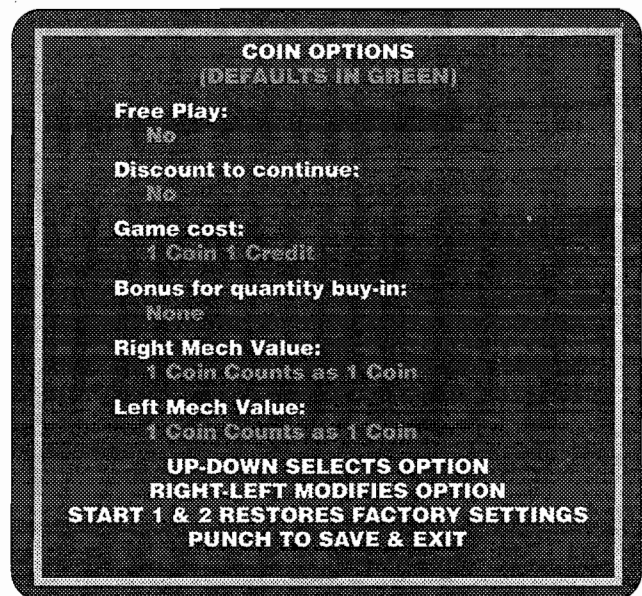 COIN OPTIONS
(DEFAULTS IN GREEN)
Free Play:
No
Discount to continue:
No
Game cost:
1 Coin 1 Credit
Bonus for quantity buy-in:
None
Right Mech Value:
1 Coin Counts as 1 Coin
Left Mech Value:
1 Coin Counts as 1 Coin
UP-DOWN SELECTS OPTION
RIGHT-LEFT MODIFIES OPTION
START 1 & 2 RESTORES FACTORY SETTINGS
PUNCH TO SAVE & EXIT